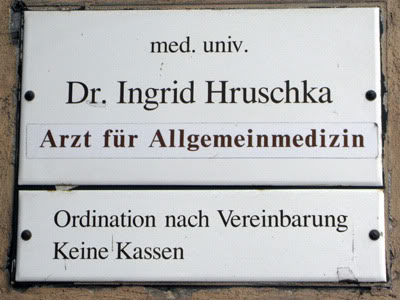 med. univ.
Dr. Ingrid Hruschka
Arzt für Allgemeinmedizin
Ordination nach Vereinbarung
Keine Kassen